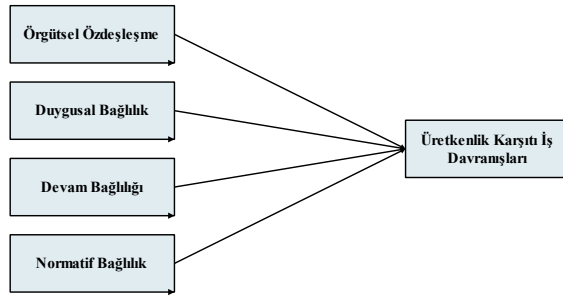 Örgütsel Özdeşleşme
Duygusal Bağlılık
Devam Bağlılığı
Normatif Bağlılık
Üretkenlik Karşıtı İş
Davranışları